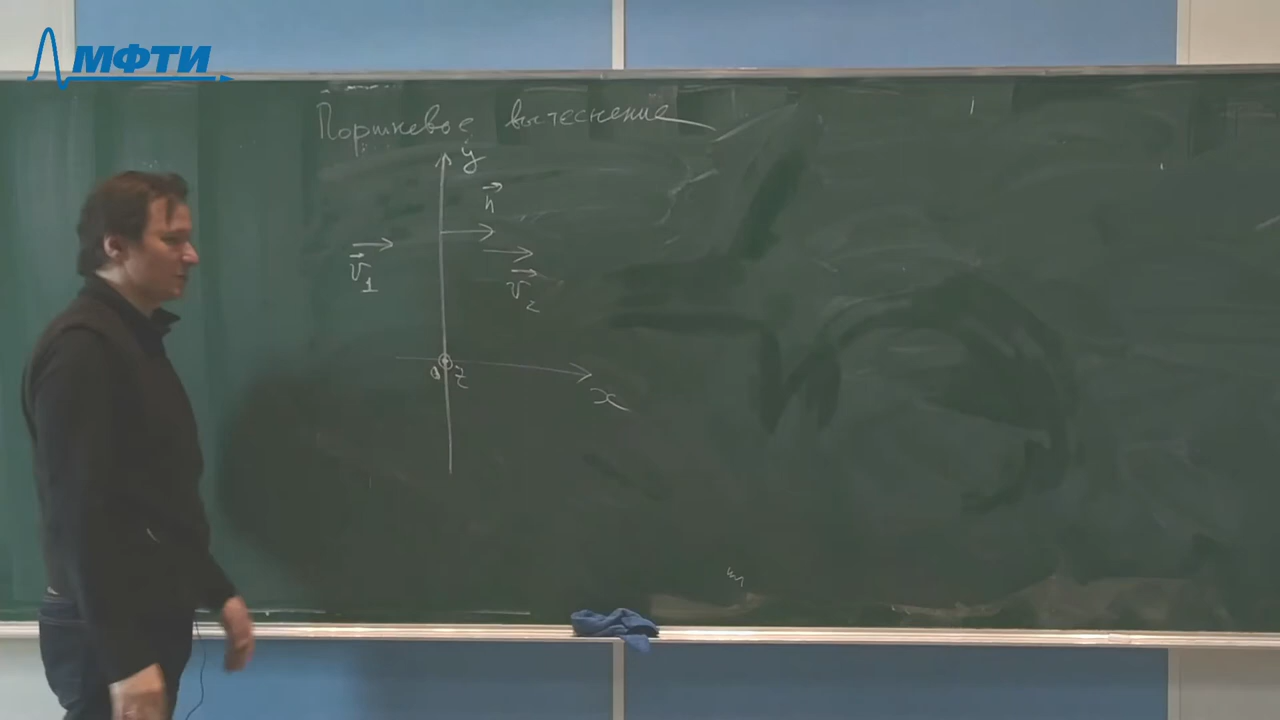 МФТИ
Поршневое вытеснение
y
n
v1
v2
0 z
x